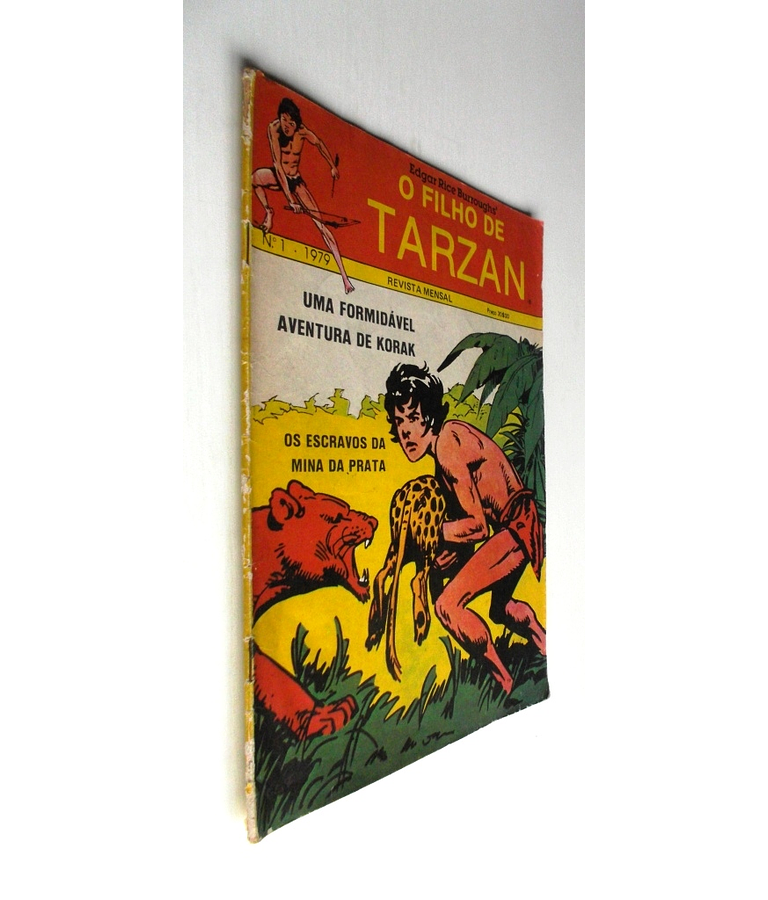 Edgar Rice Burroughs'
O FILHO DE
TARZAN
Nº 1 - 1979
REVISTA MENSAL
UMA FORMIDÁVEL
AVENTURA DE KORAK
OS ESCRAVOS DA
MINA DA PRATA